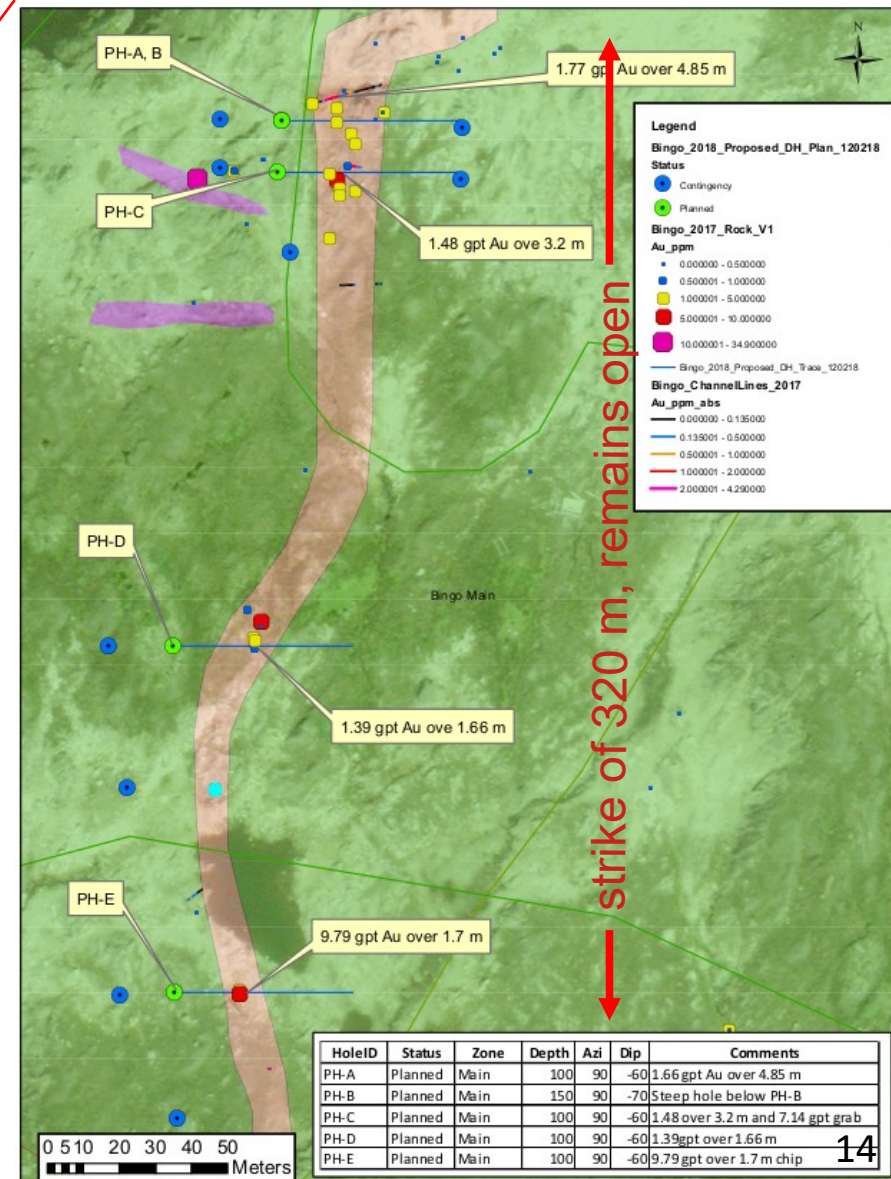 PH-A, B
N
1.77 gpt Au over 4.85 m
Legend
Bingo_2018_Proposed_DH_Plan_120218
Status
Contingency
Planned
Bingo_2017_Rock_V1
Au_ppm
0.000000 - 0.500000
0.500001 - 1.000000
1.000001 - 5.000000
5.000001 - 10.000000
10.000001 - 34.900000
Bingo_2018_Proposed_DH_Trace_120218
Bingo_ChannelLines_2017
Au_ppm_abs
0.000000 - 0.135000
0.135001 - 0.500000
0.500001 - 1.000000
1.000001 - 2.000000
2.000001 - 4.290000
PH-C
1.48 gpt Au ove 3.2 m
strike of 320 m, remains open
PH-D
Bingo Main
1.39 gpt Au ove 1.66 m
PH-E
9.79 gpt Au over 1.7 m
HoleID Status Zone Depth Azi Dip Comments
PH-A Planned Main 100 90 -60 1.66 gpt Au over 4.85 m
PH-B Planned Main 150 90 -70 Steep hole below PH-B
PH-C Planned Main 100 90 -60 1.48 over 3.2 m and 7.14 gpt grab
PH-D Planned Main 100 90 -60 1.39gpt over 1.66 m
PH-E Planned Main 100 90 -60 9.79 gpt over 1.7 m chip
14
0 5 10 20 30 40 50
Meters